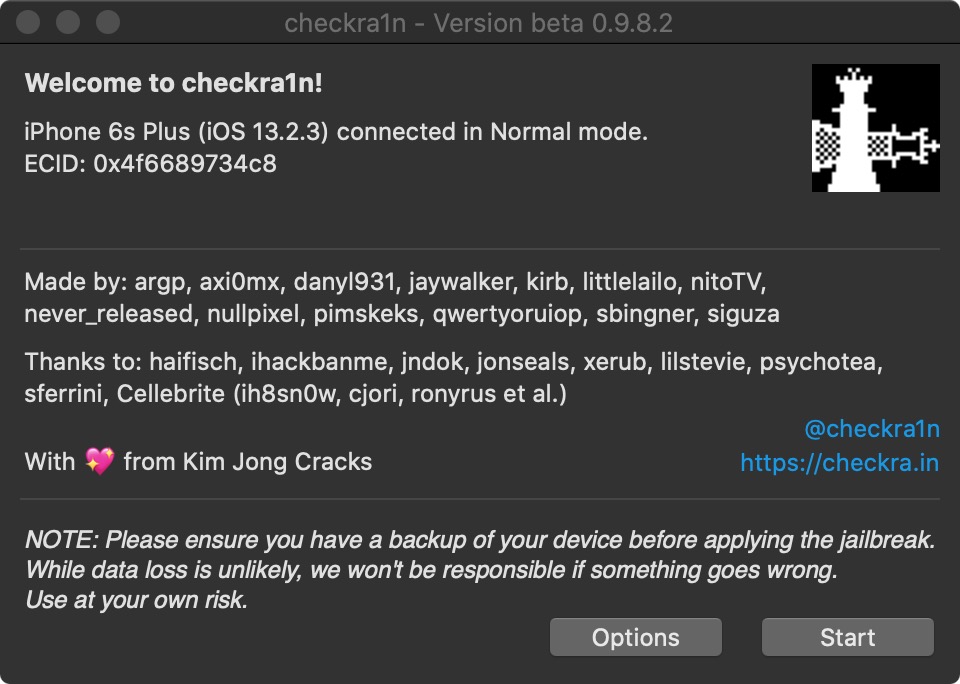 checkra1n - Version beta 0.9.8.2
Welcome to checkra1n!
iPhone 6s Plus (iOS 13.2.3) connected in Normal mode.
ECID: 0x4f6689734c8
Made by: argp, axi0mx, danyl931, jaywalker, kirb, littlelailo, nitoTV,
never_released, nullpixel, pimskeks, qwertyoruiop, sbingner, siguza
Thanks to: haifisch, ihackbanme, jndok, jonseals, xerub, lilstevie, psychotea,
sferrini, Cellebrite (ih8sn0w, cjori, ronyrus et al.)
@checkra1n
With 💖 from Kim Jong Cracks
https://checkra.in
NOTE: Please ensure you have a backup of your device before applying the jailbreak.
While data loss is unlikely, we won't be responsible if something goes wrong.
Use at your own risk.
Options
Start